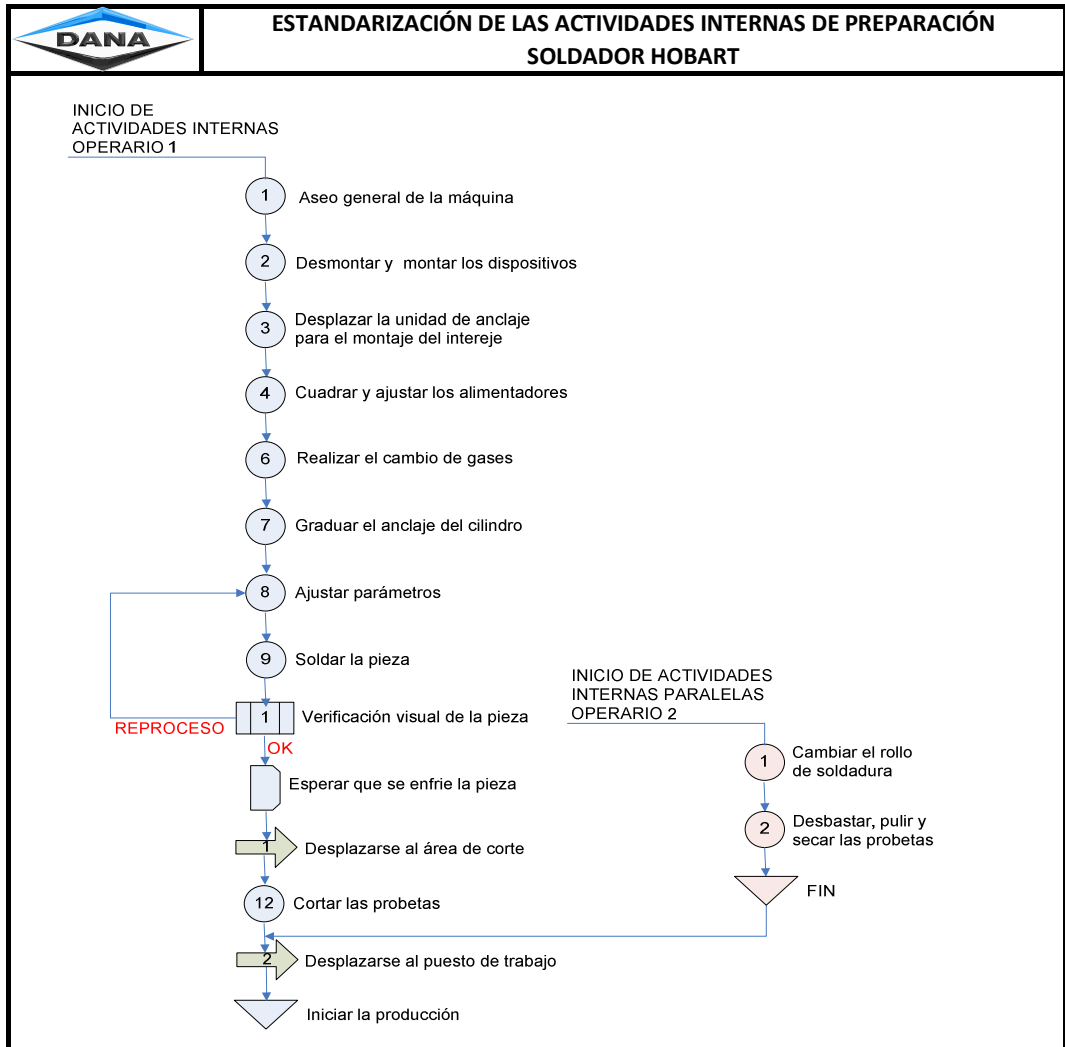 DANA
ESTANDARIZACIÓN DE LAS ACTIVIDADES INTERNAS DE PREPARACIÓN
SOLDADOR HOBART
INICIO DE
ACTIVIDADES INTERNAS
OPERARIO 1
1 Aseo general de la máquina
2 Desmontar y montar los dispositivos
3 Desplazar la unidad de anclaje
para el montaje del intereje
4 Cuadrar y ajustar los alimentadores
6 Realizar el cambio de gases
7 Graduar el anclaje del cilindro
8 Ajustar parámetros
9 Soldar la pieza
1 Verificación visual de la pieza
REPROCESO
OK
Esperar que se enfrie la pieza
1 Desplazarse al área de corte
12 Cortar las probetas
2 Desplazarse al puesto de trabajo
Iniciar la producción
INICIO DE ACTIVIDADES
INTERNAS PARALELAS
OPERARIO 2
1 Cambiar el rollo
de soldadura
2 Desbastar, pulir y
secar las probetas
FIN